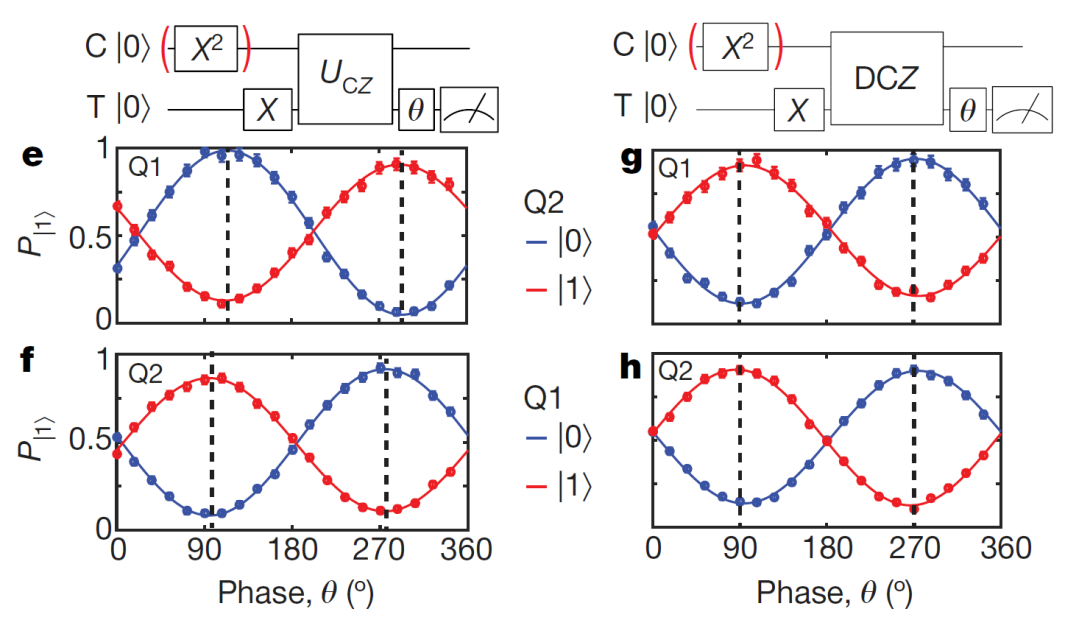 C |0⟩ ( X² )
U_CZ
T |0⟩ X θ
C |0⟩ ( X² )
DCZ
T |0⟩ X θ
e
Q1
1
0.5
0
P|1⟩
g
Q1
Q2
|0⟩
|1⟩
f
Q2
1
0.5
0
P|1⟩
0 90 180 270 360
Phase, θ (º)
h
Q2
Q1
|0⟩
|1⟩
0 90 180 270 360
Phase, θ (º)